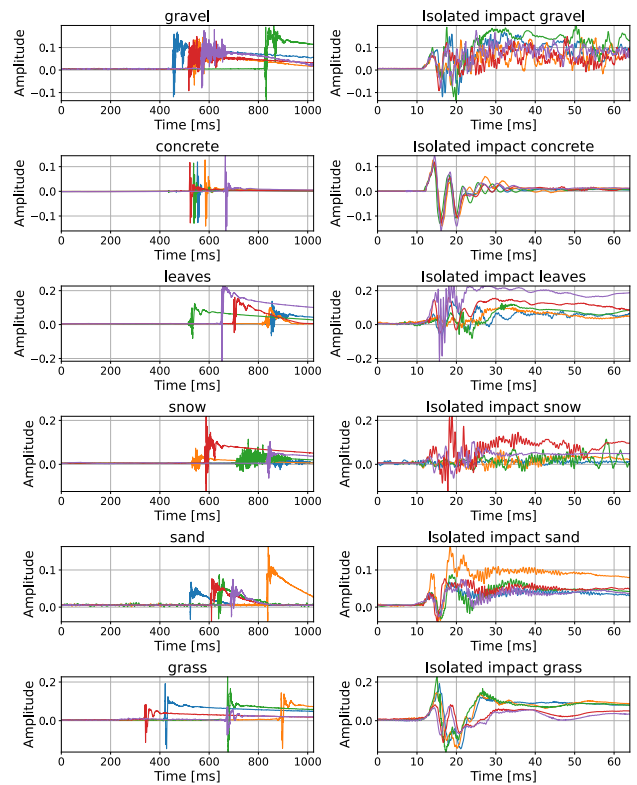 gravel
Isolated impact gravel
Amplitude
0.1
0.0
−0.1
0 200 400 600 800 1000
Time [ms]
Amplitude
0.1
0.0
−0.1
0 10 20 30 40 50 60
Time [ms]
concrete
Isolated impact concrete
Amplitude
0.1
0.0
−0.1
0 200 400 600 800 1000
Time [ms]
Amplitude
0.1
0.0
−0.1
0 10 20 30 40 50 60
Time [ms]
leaves
Isolated impact leaves
Amplitude
0.2
0.0
−0.2
0 200 400 600 800 1000
Time [ms]
Amplitude
0.2
0.0
−0.2
0 10 20 30 40 50 60
Time [ms]
snow
Isolated impact snow
Amplitude
0.2
0.0
0 200 400 600 800 1000
Time [ms]
Amplitude
0.2
0.0
0 10 20 30 40 50 60
Time [ms]
sand
Isolated impact sand
Amplitude
0.1
0.0
0 200 400 600 800 1000
Time [ms]
Amplitude
0.1
0.0
0 10 20 30 40 50 60
Time [ms]
grass
Isolated impact grass
Amplitude
0.2
0.0
0 200 400 600 800 1000
Time [ms]
Amplitude
0.2
0.0
0 10 20 30 40 50 60
Time [ms]